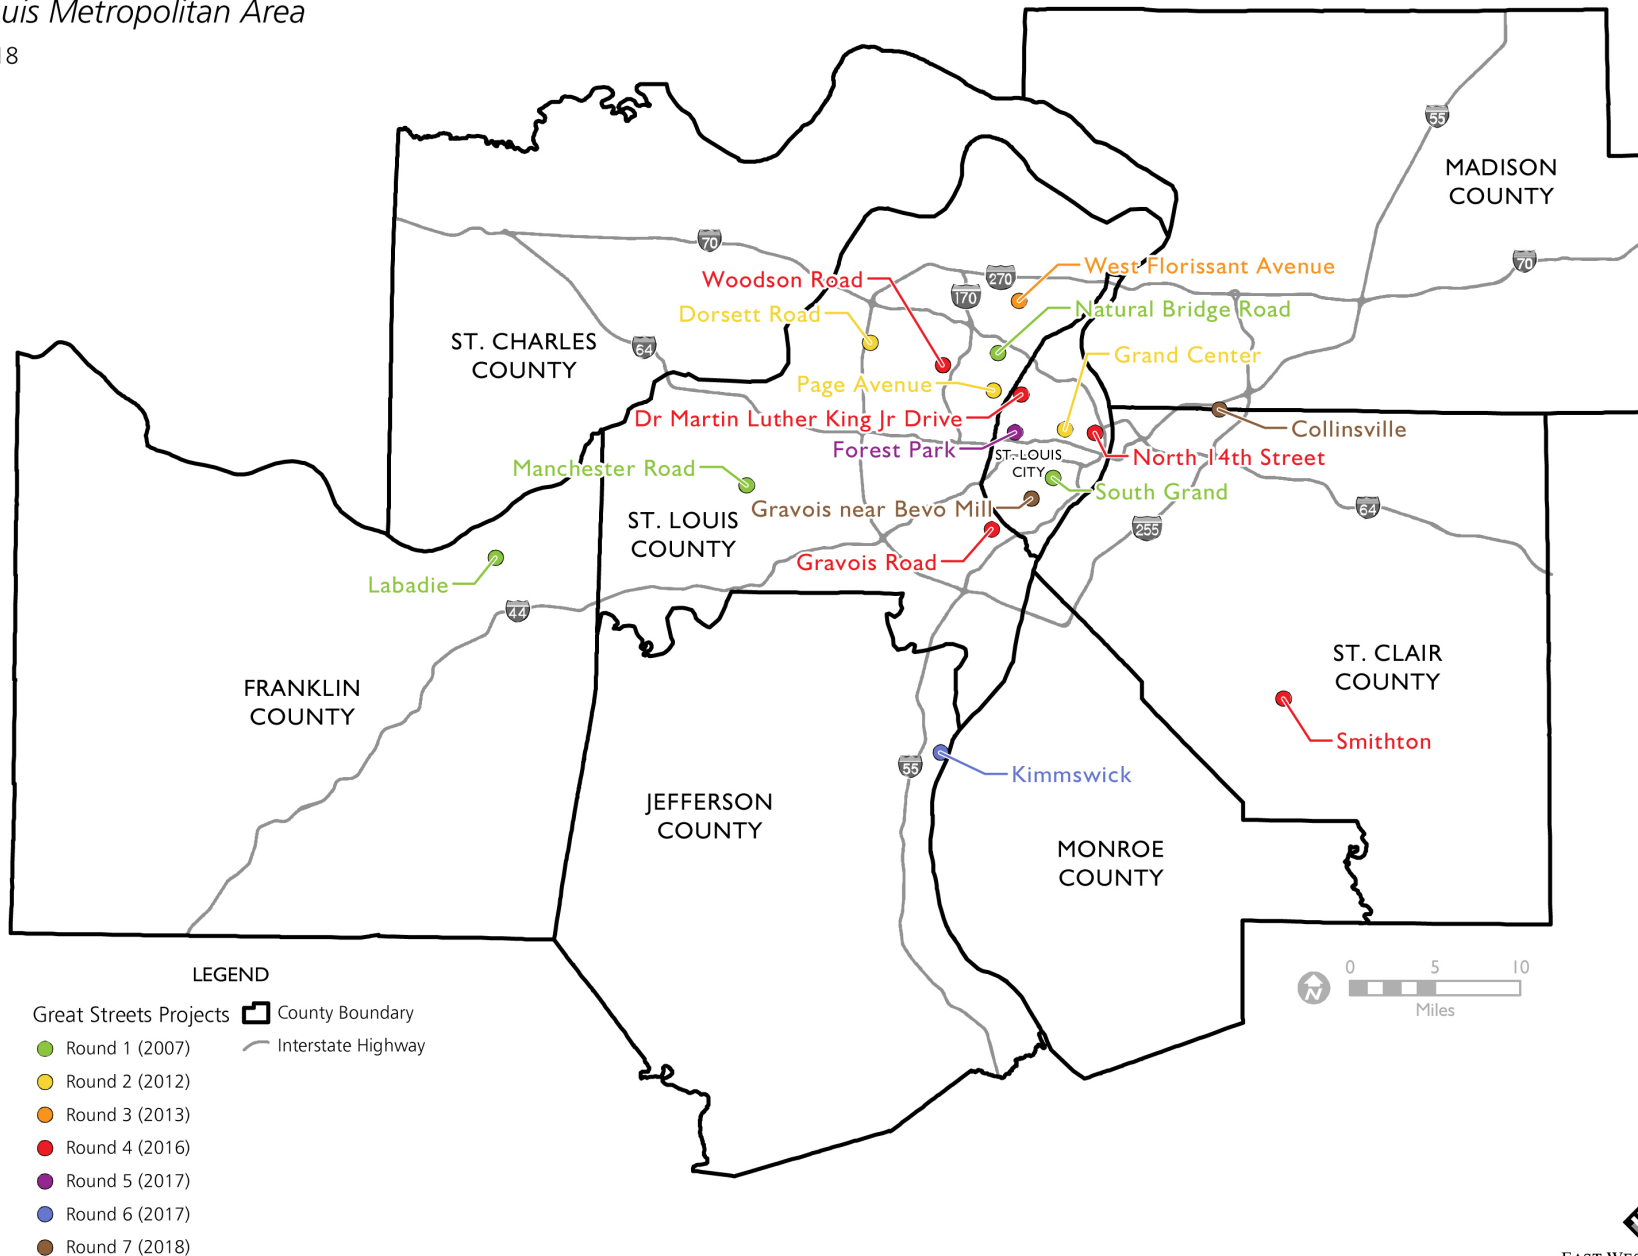 Metropolitan Area
18
55
MADISON
COUNTY
70
70
270
West Florissant Avenue
Woodson Road
170
Natural Bridge Road
Dorsett Road
ST. CHARLES
COUNTY
64
Grand Center
Page Avenue
Dr Martin Luther King Jr Drive
Collinsville
Forest Park
ST. LOUIS
CITY
North 14th Street
Manchester Road
South Grand
Gravois near Bevo Mill
64
ST. LOUIS
COUNTY
255
Gravois Road
Labadie
44
FRANKLIN
COUNTY
ST. CLAIR
COUNTY
Smithton
55
Kimmswick
JEFFERSON
COUNTY
MONROE
COUNTY
LEGEND
Great Streets Projects
County Boundary
Interstate Highway
Round 1 (2007)
Round 2 (2012)
Round 3 (2013)
Round 4 (2016)
Round 5 (2017)
Round 6 (2017)
Round 7 (2018)
N
0 5 10
Miles